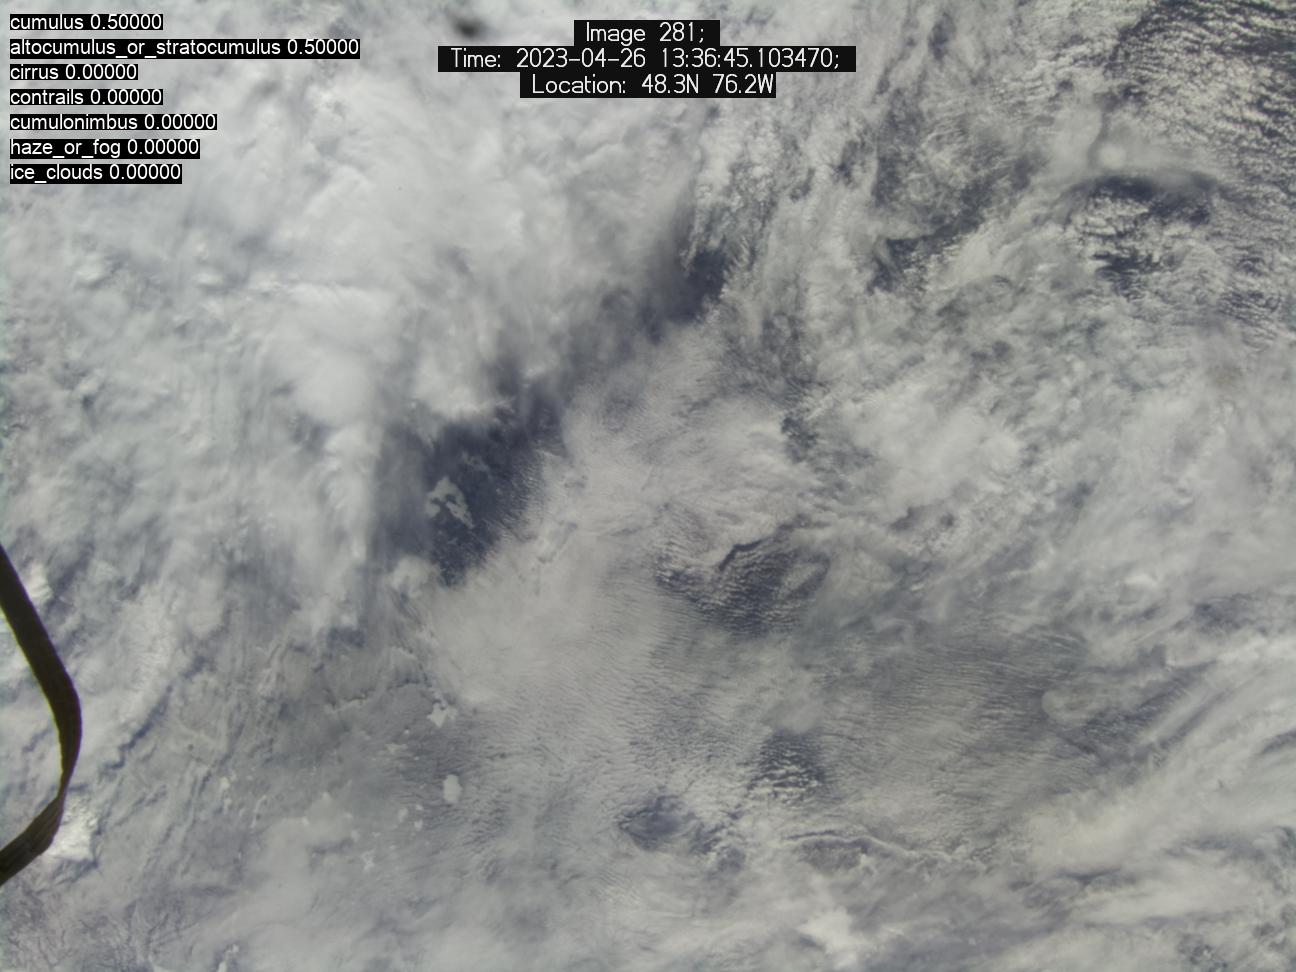 cumulus 0.50000
altocumulus_or_stratocumulus 0.50000
cirrus 0.00000
contrails 0.00000
cumulonimbus 0.00000
haze_or_fog 0.00000
ice_clouds 0.00000
Image 281;
Time: 2023-04-26 13:36:45.103470;
Location: 48.3N 76.2W